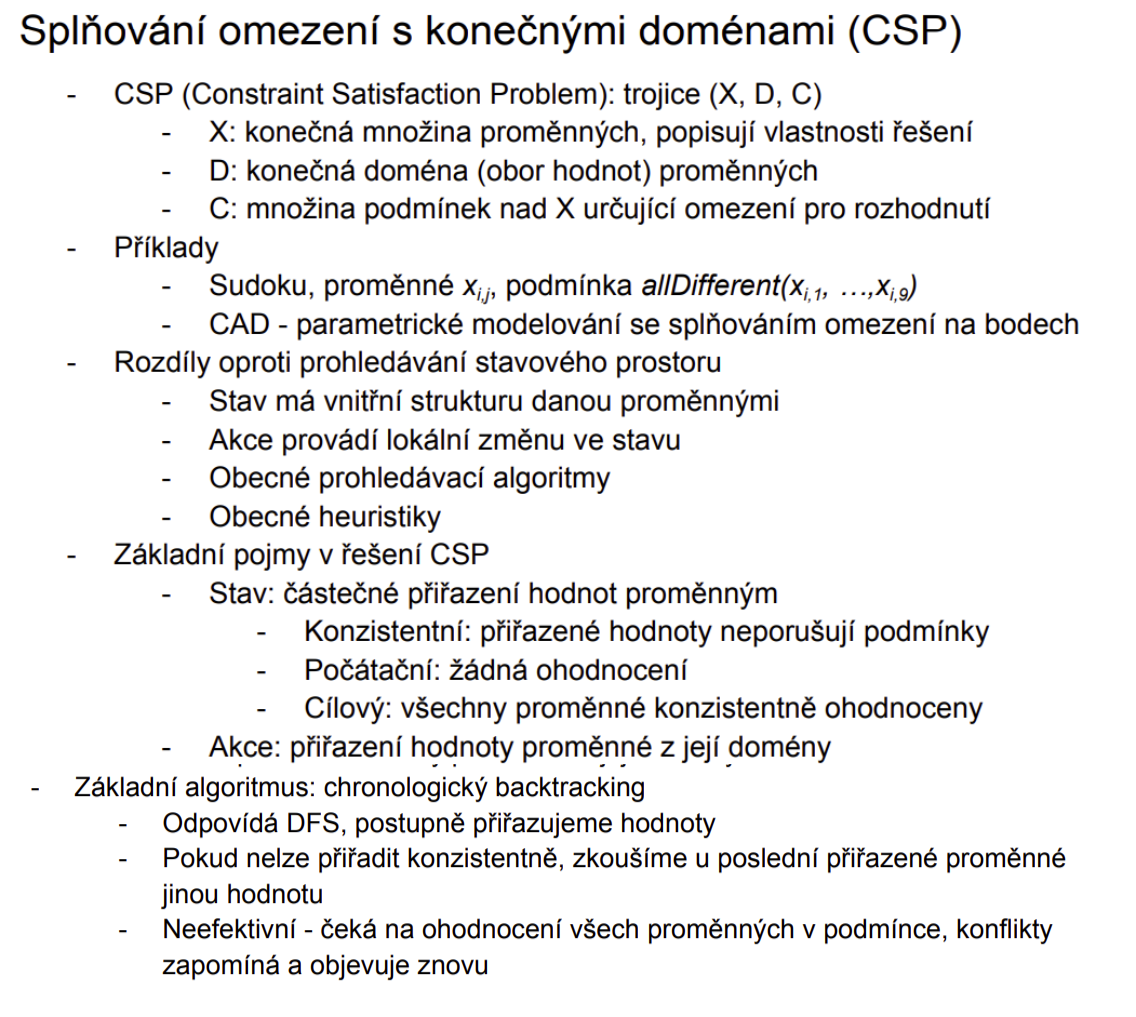 Splňování omezení s konečnými doménami (CSP)
- CSP (Constraint Satisfaction Problem): trojice (X, D, C)
- X: konečná množina proměnných, popisují vlastnosti řešení
- D: konečná doména (obor hodnot) proměnných
- C: množina podmínek nad X určující omezení pro rozhodnutí
- Příklady
- Sudoku, proměnné xi,j, podmínka allDifferent(xi,1, …,xi,9)
- CAD - parametrické modelování se splňováním omezení na bodech
- Rozdíly oproti prohledávání stavového prostoru
- Stav má vnitřní strukturu danou proměnnými
- Akce provádí lokální změnu ve stavu
- Obecné prohledávací algoritmy
- Obecné heuristiky
- Základní pojmy v řešení CSP
- Stav: částečné přiřazení hodnot proměnným
- Konzistentní: přiřazené hodnoty neporušují podmínky
- Počátační: žádná ohodnocení
- Cílový: všechny proměnné konzistentně ohodnoceny
- Akce: přiřazení hodnoty proměnné z její domény
- Základní algoritmus: chronologický backtracking
- Odpovídá DFS, postupně přiřazujeme hodnoty
- Pokud nelze přiřadit konzistentně, zkoušíme u poslední přiřazené proměnné
jinou hodnotu
- Neefektivní - čeká na ohodnocení všech proměnných v podmínce, konflikty
zapomíná a objevuje znovu